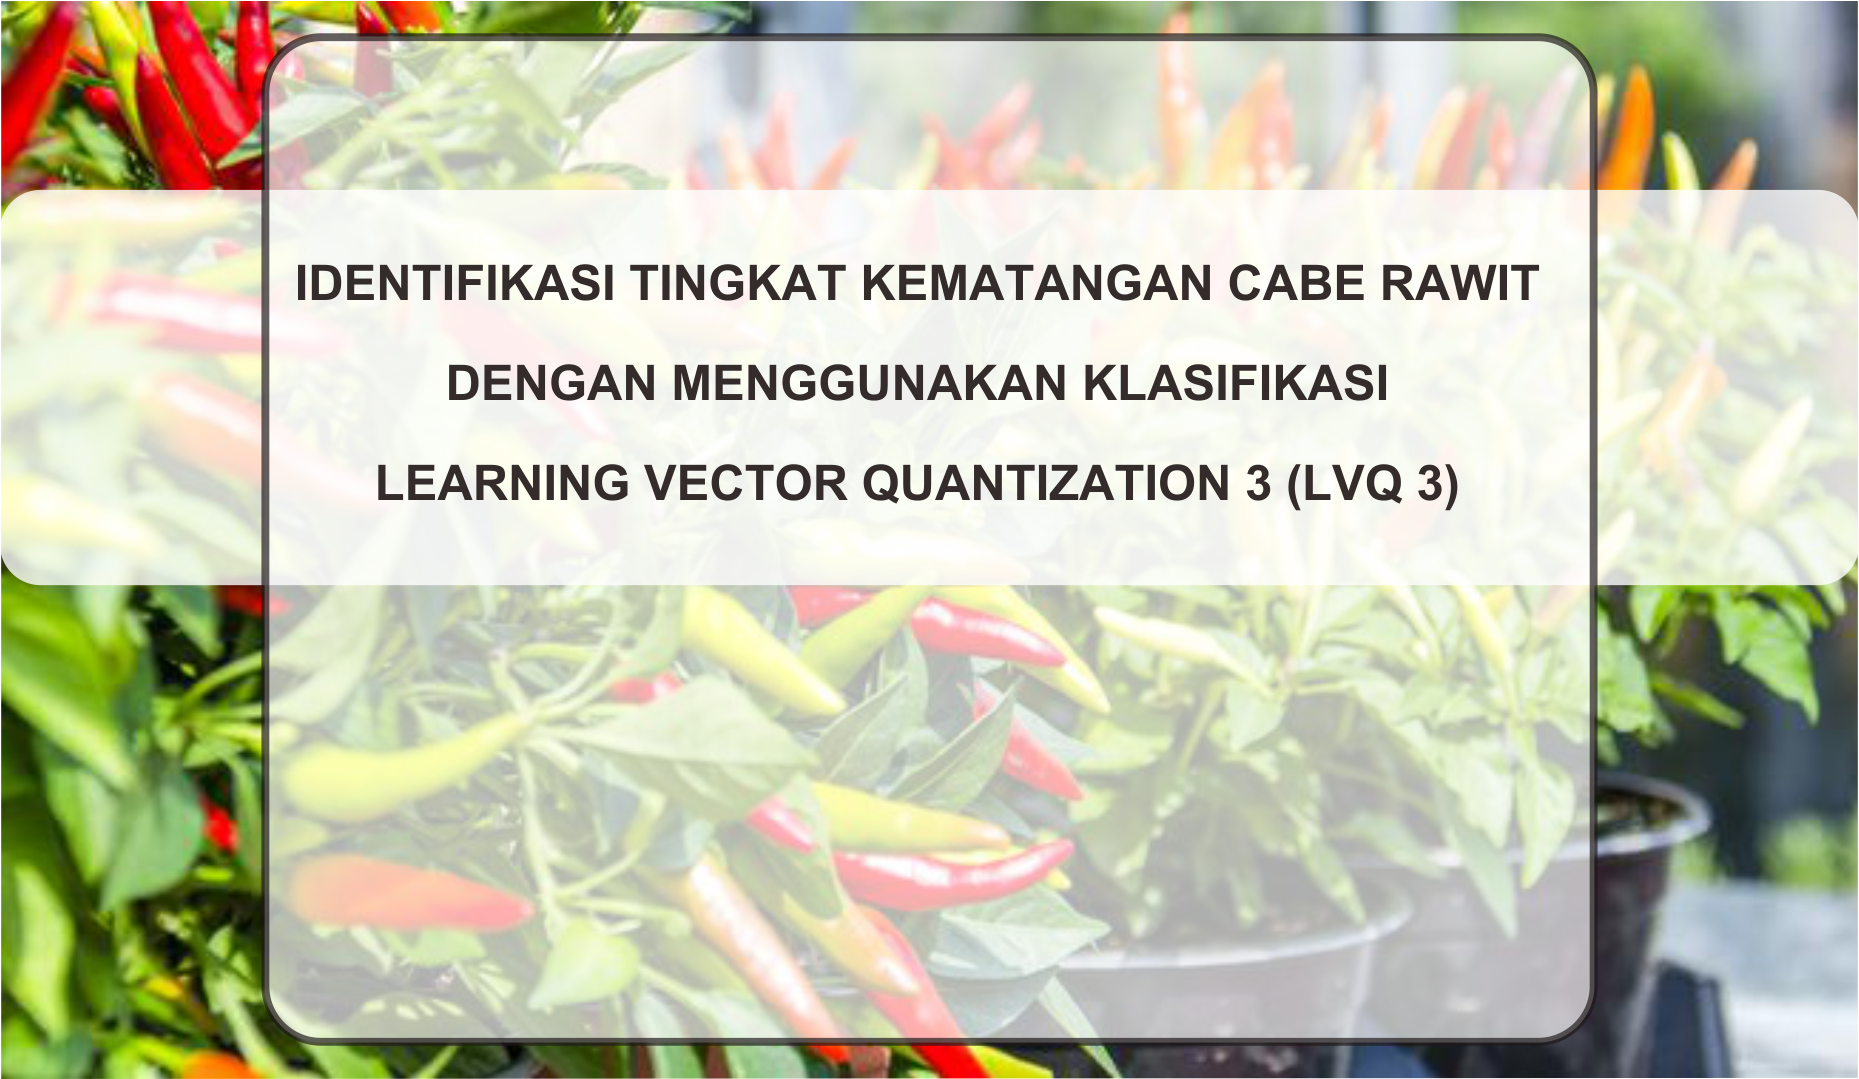 IDENTIFIKASI TINGKAT KEMATANGAN CABE RAWIT
DENGAN MENGGUNAKAN KLASIFIKASI
LEARNING VECTOR QUANTIZATION 3 (LVQ 3)